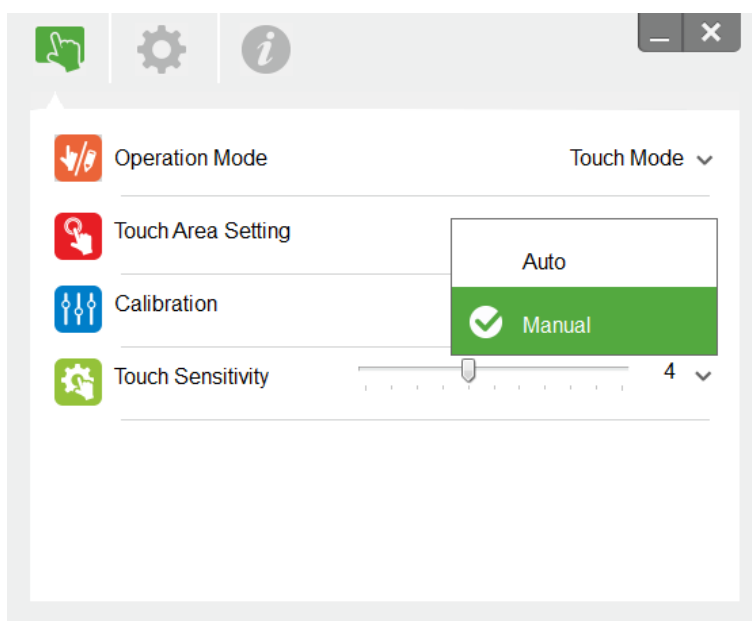 Operation Mode
Touch Mode
Touch Area Setting
Auto
Calibration
Manual
Touch Sensitivity
4